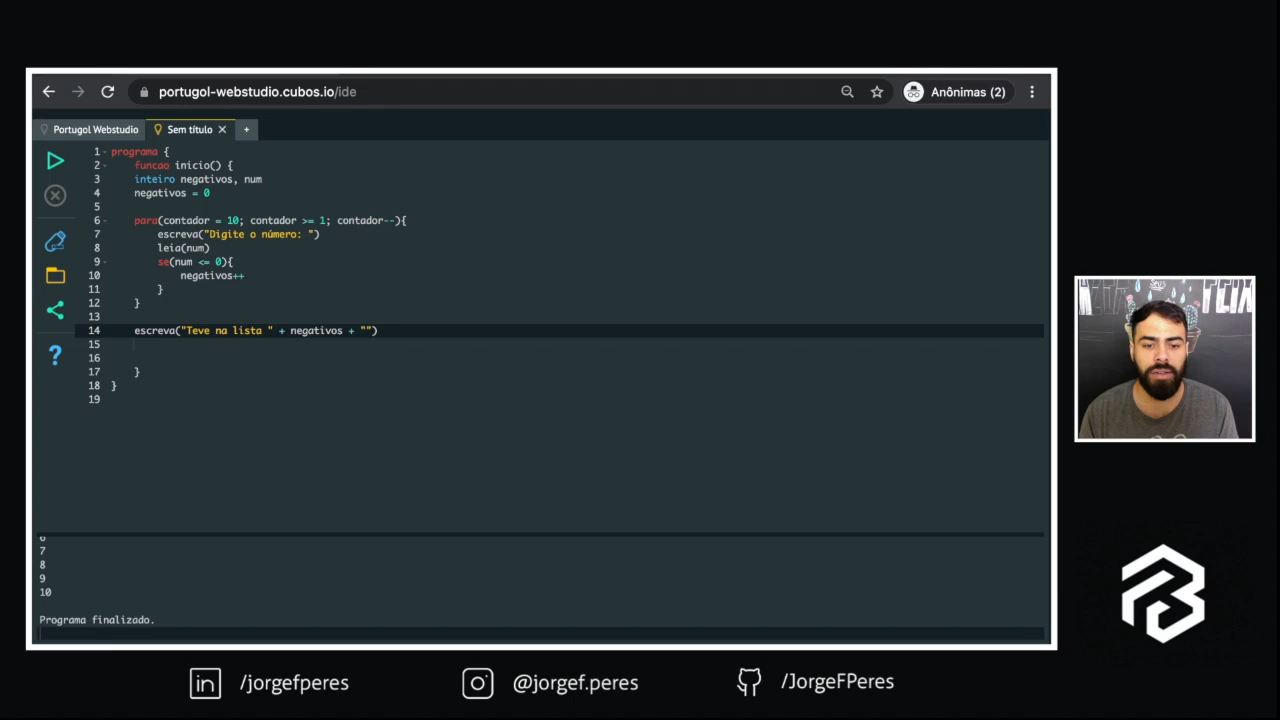 portugol-webstudio.cubos.io/ide
Anônimas (2)
Portugol Webstudio
Sem título
+
1 programa {
2 funcao inicio() {
3 inteiro negativos, num
4 negativos = 0
5
6 para(contador = 10; contador >= 1; contador--){
7 escreva("Digite o número: ")
8 leia(num)
9 se(num <= 0){
10 negativos++
11 }
12 }
13
14 escreva("Teve na lista " + negativos + "")
15
16
17 }
18 }
19
?
6
7
8
9
10
Programa finalizado.
in /jorgefperes
@jorgef.peres
/JorgeFPeres